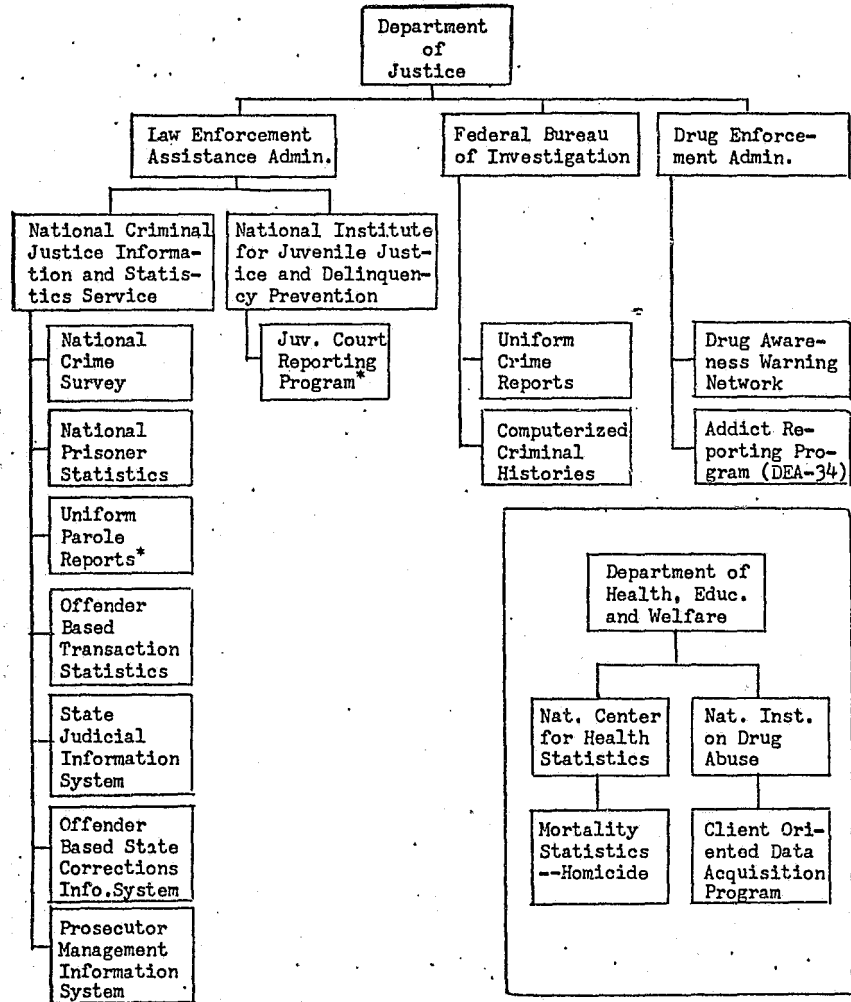 Department
of
Justice
Law Enforcement
Assistance Admin.
Federal Bureau
of Investigation
Drug Enforce-
ment Admin.
National Criminal
Justice Informa-
tion and Statis-
tics Service
National Institute
for Juvenile Just-
ice and Delinquen-
cy Prevention
National
Crime
Survey
Juv. Court
Reporting
Program*
Uniform
Crime
Reports
Drug Aware-
ness Warning
Network
National
Prisoner
Statistics
Computerized
Criminal
Histories
Addict Re-
porting Pro-
gram (DEA-34)
Uniform
Parole
Reports*
Offender
Based
Transaction
Statistics
State
Judicial
Information
System
Offender
Based State
Corrections
Info.System
Prosecutor
Management
Information
System
Department of
Health, Educ.
and Welfare
Nat. Center
for Health
Statistics
Nat. Inst.
on Drug
Abuse
Mortality
Statistics
--Homicide
Client Ori-
ented Data
Acquisition
Program